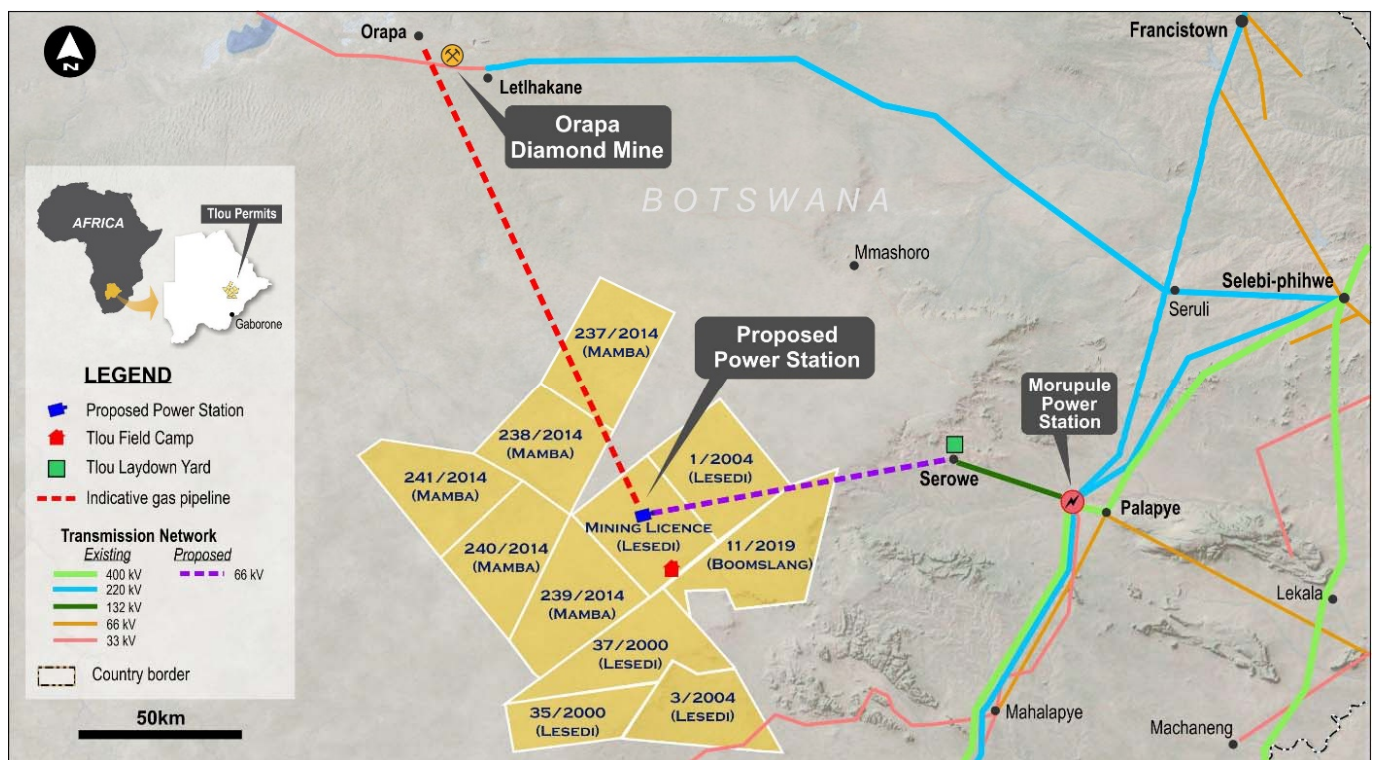 N
Orapa
Letlhakane
Orapa
Diamond Mine
Francistown
BOTSWANA
Mmashoro
Selebi-phihwe
Seruli
AFRICA
Tlou Permits
Gaborone
LEGEND
Proposed Power Station
Tlou Field Camp
Tlou Laydown Yard
Indicative gas pipeline
Transmission Network
Existing Proposed
400 kV 66 kV
220 kV
132 kV
66 kV
33 kV
Country border
50km
237/2014
(MAMBA)
Proposed
Power Station
238/2014
(MAMBA)
241/2014
(MAMBA)
1/2004
(LESEDI)
240/2014
(MAMBA)
MINING LICENCE
(LESEDI)
11/2019
(BOOMSLANG)
239/2014
(MAMBA)
37/2000
(LESEDI)
3/2004
(LESEDI)
35/2000
(LESEDI)
Morupule
Power
Station
Serowe
Palapye
Lekala
Mahalapye
Machaneng